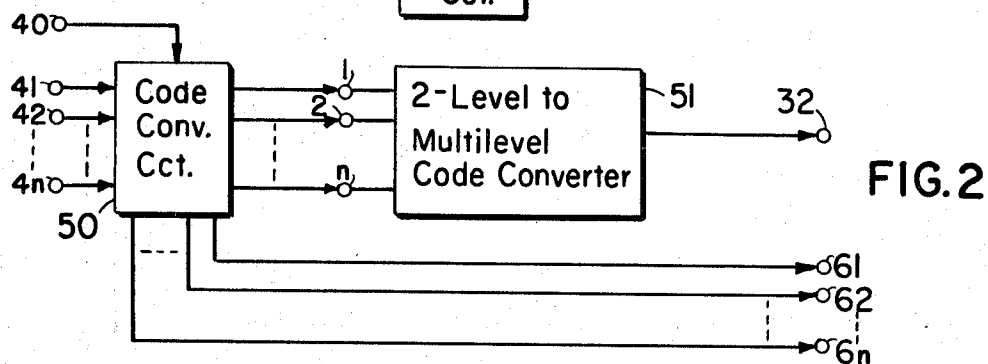 40
41
42
4n
Code
Conv.
Cct.
50
1
2
n
2-Level to
Multilevel
Code Converter
51
32
FIG. 2
61
62
6n